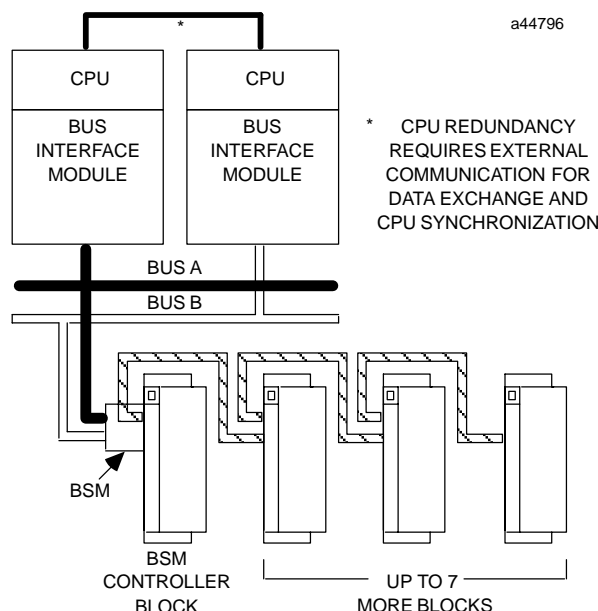 a44796
*
CPU
CPU
BUS
INTERFACE
MODULE
BUS
INTERFACE
MODULE
* CPU REDUNDANCY
REQUIRES EXTERNAL
COMMUNICATION FOR
DATA EXCHANGE AND
CPU SYNCHRONIZATION
BUS A
BUS B
BSM
BSM
CONTROLLER
BLOCK
UP TO 7
MORE BLOCKS